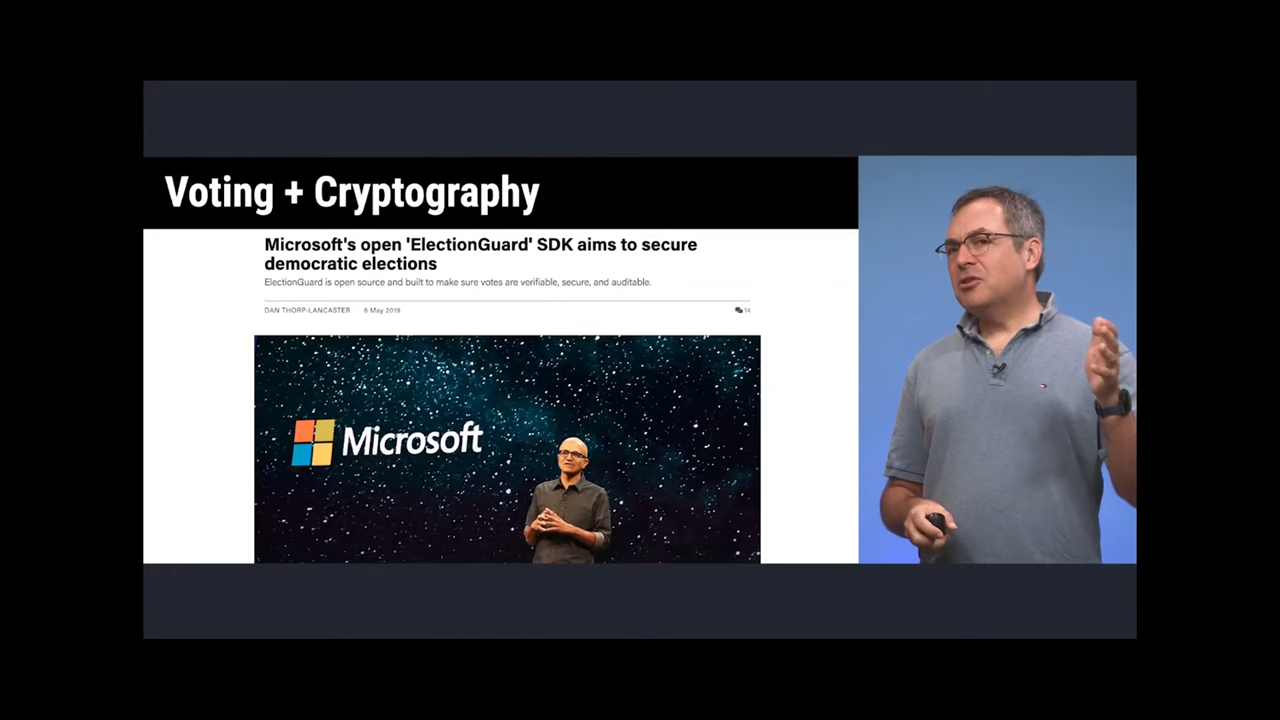 Voting + Cryptography
Microsoft's open 'ElectionGuard' SDK aims to secure
democratic elections
ElectionGuard is open source and built to make sure votes are verifiable, secure, and auditable.
DAN THORP-LANCASTER 6 May 2019 14
Microsoft